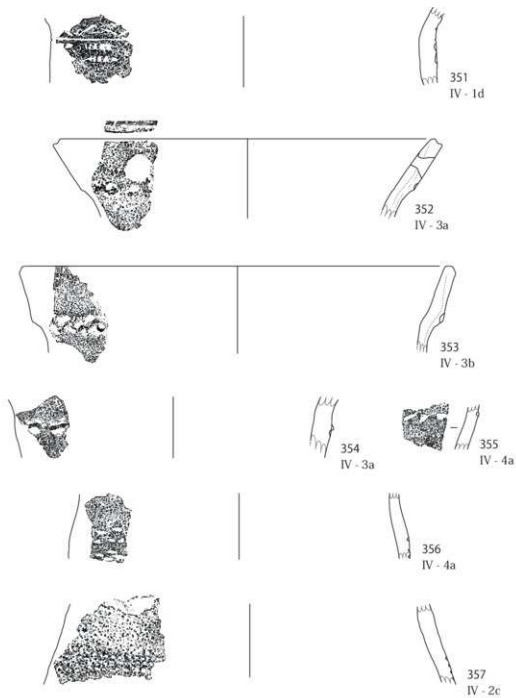 351
IV - 1d
352
IV - 3a
353
IV - 3b
354
IV - 3a
355
IV - 4a
356
IV - 4a
357
IV - 2c